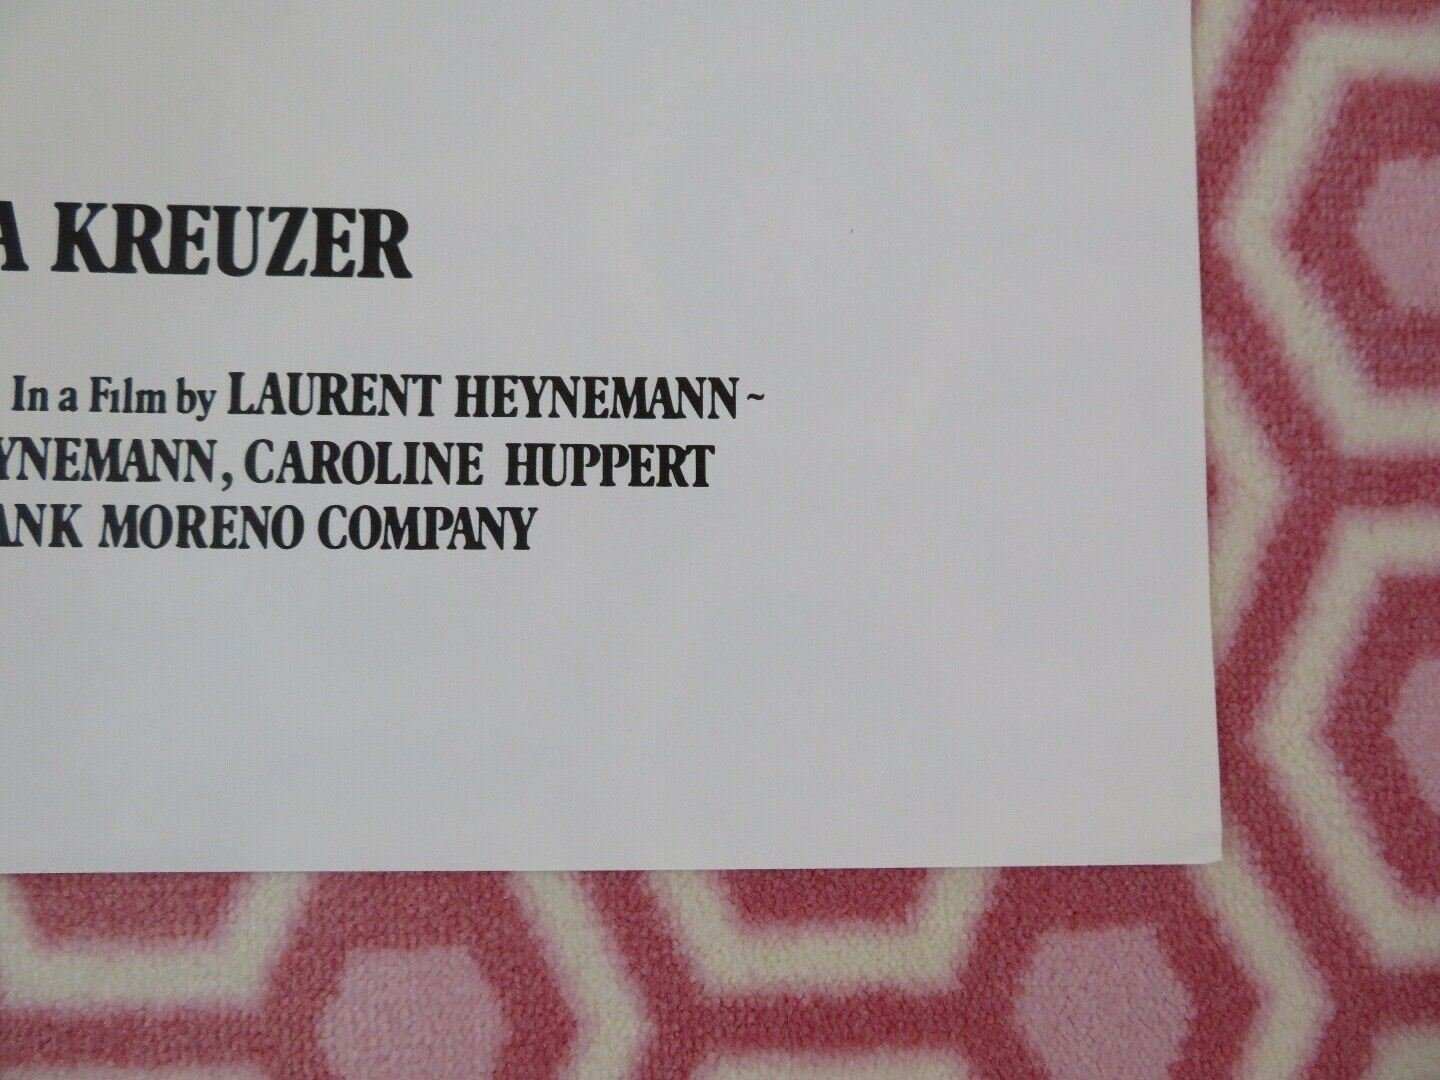 A KREUZER
In a Film by LAURENT HEYNEMANN~
YNEMANN, CAROLINE HUPPERT
ANK MORENO COMPANY